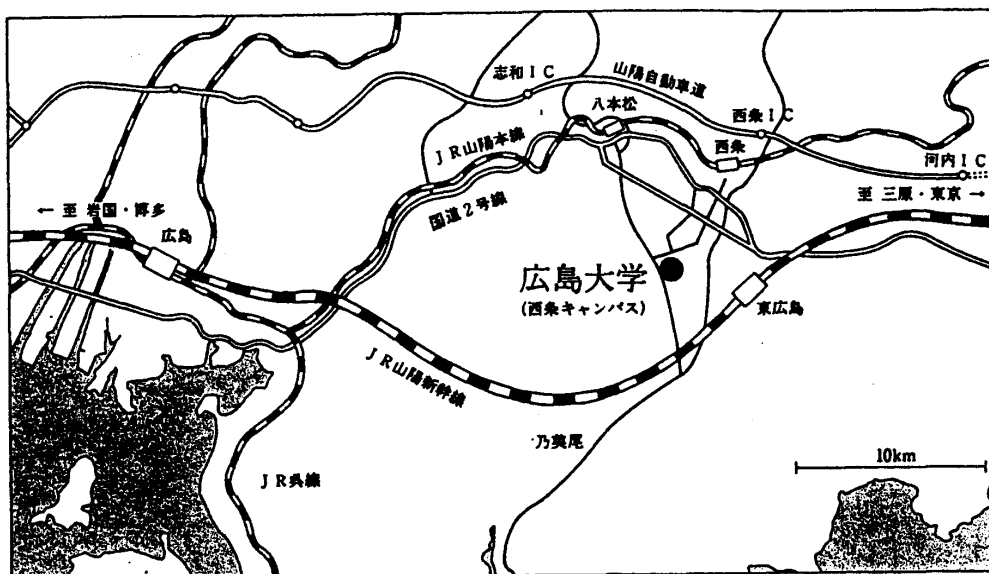 志和IC
山陽自動車道
八本松
西条IC
JR山陽本線
西条
河内IC
国道2号線
至 三原・東京 →
← 至 岩国・博多
広島
広島大学
(西条キャンパス)
東広島
JR山陽新幹線
乃美尾
10km
JR呉線